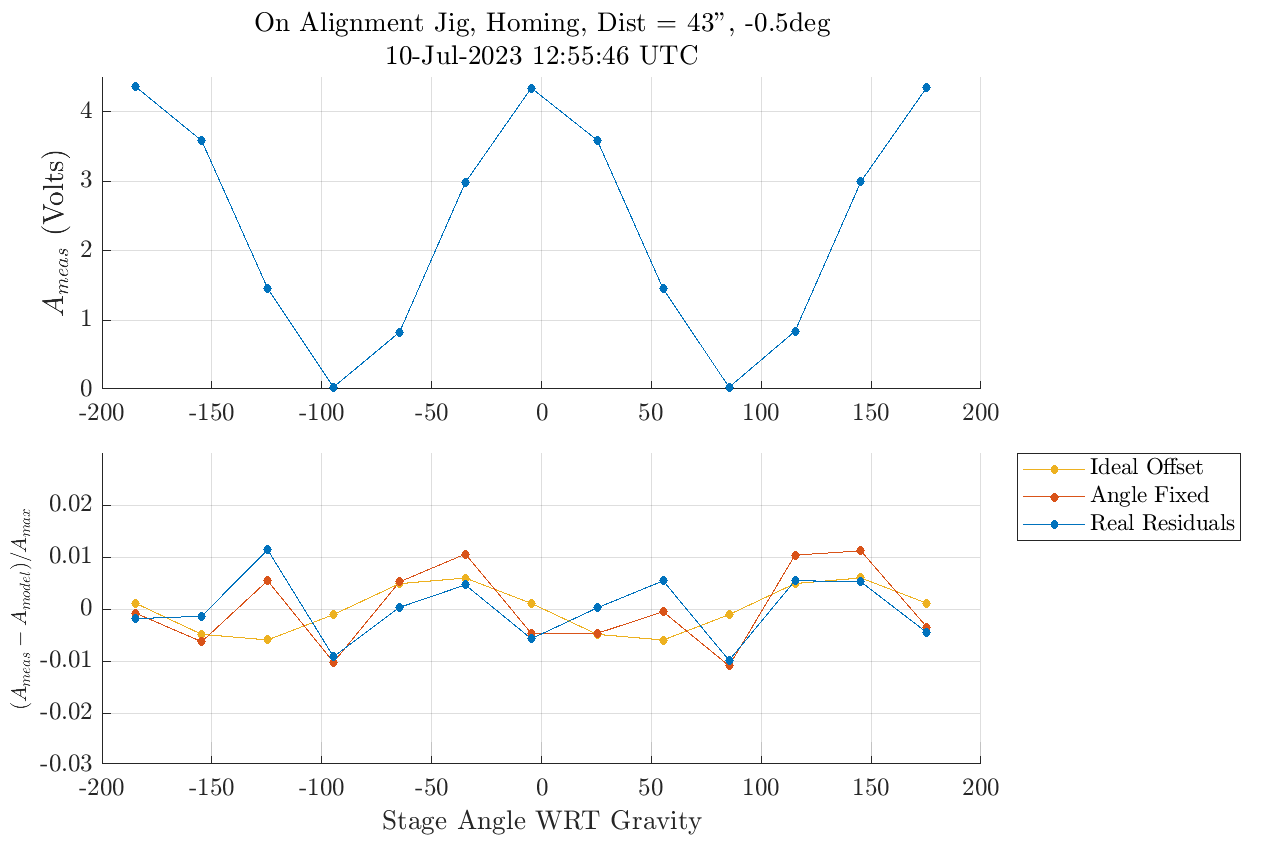 On Alignment Jig, Homing, Dist = 43", -0.5deg
10-Jul-2023 12:55:46 UTC
A_meas (Volts)
4
3
2
1
0
-200 -150 -100 -50 0 50 100 150 200
(A_meas − A_model)/A_max
0.02
0.01
0
-0.01
-0.02
-0.03
-200 -150 -100 -50 0 50 100 150 200
Stage Angle WRT Gravity
Ideal Offset
Angle Fixed
Real Residuals